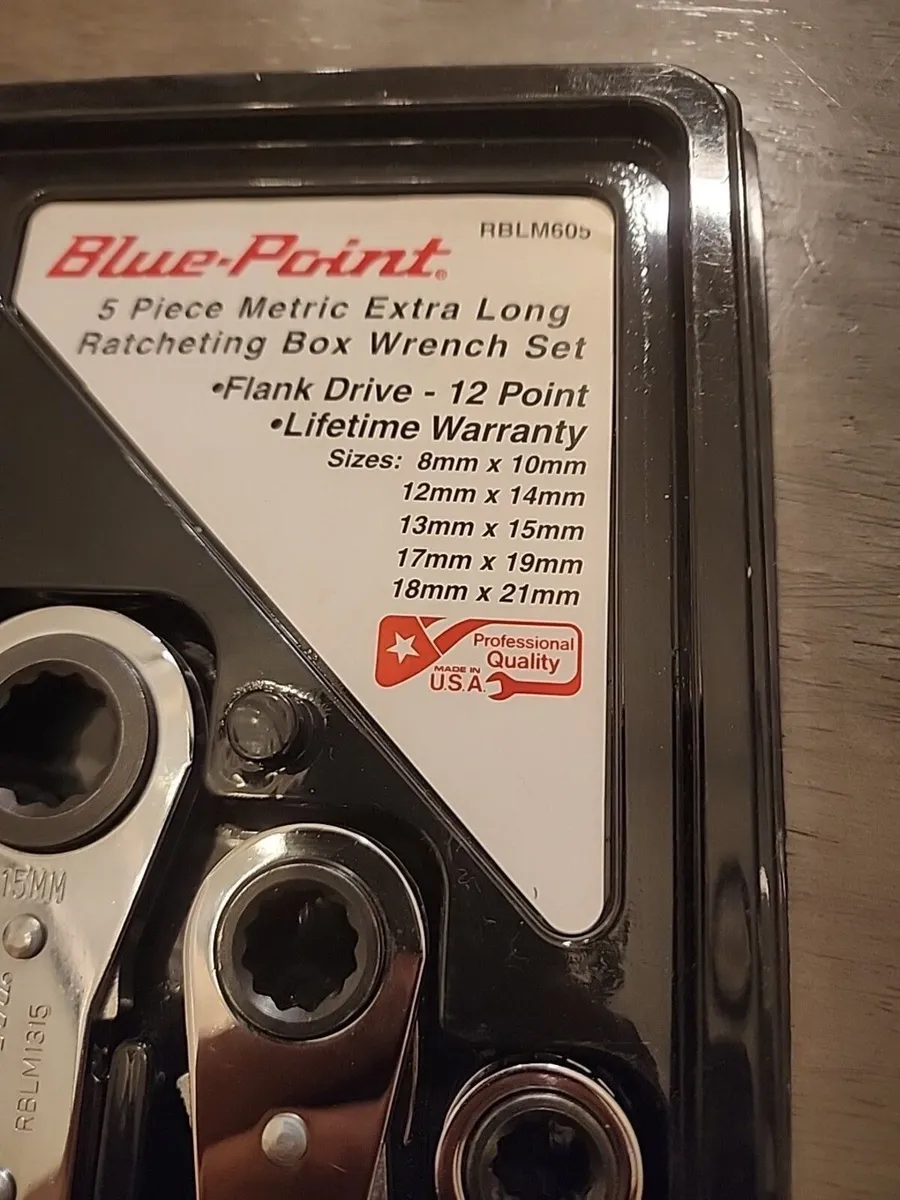 RBLM605
Blue-Point®
5 Piece Metric Extra Long
Ratcheting Box Wrench Set
•Flank Drive - 12 Point
•Lifetime Warranty
Sizes: 8mm x 10mm
12mm x 14mm
13mm x 15mm
17mm x 19mm
18mm x 21mm
Professional
Quality
MADE IN
U.S.A.
15MM
RBLM1315